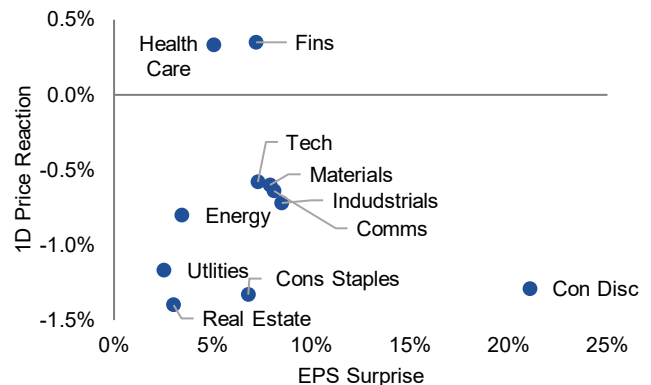 0.5%
Health
Care
Fins
0.0%
1D Price Reaction
Tech
-0.5%
Materials
Indudstrials
Energy
Comms
-1.0%
Utlities
Cons Staples
Con Disc
-1.5%
Real Estate
0%
5%
10%
15%
20%
25%
EPS Surprise